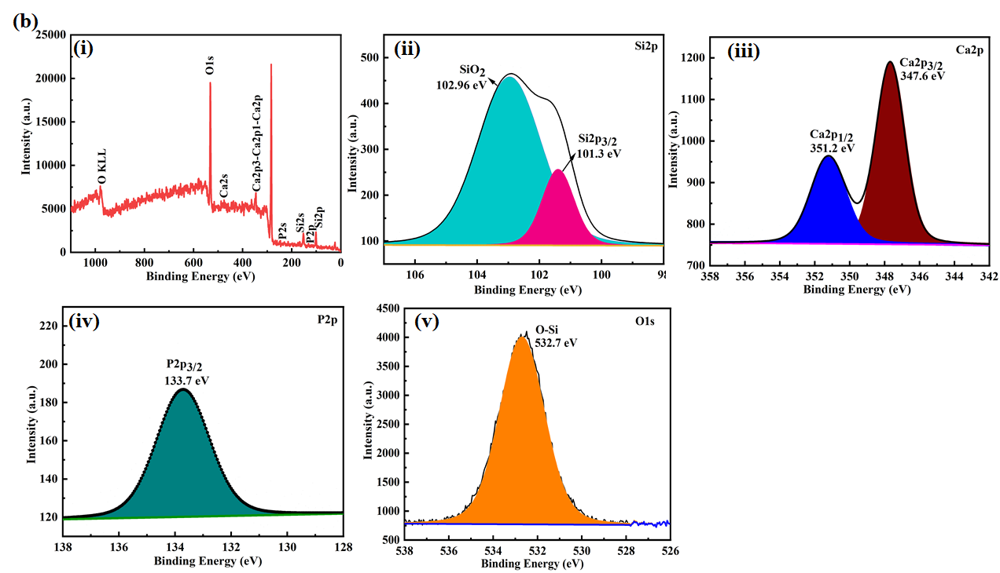 (b)
(i)
25000
20000
15000
10000
5000
0
Intensity (a.u.)
O KLL
O1s
Ca2s
Ca2p3-Ca2p1-Ca2p
P2s
Si2s
P2p
Si2p
1000 800 600 400 200 0
Binding Energy (eV)
(ii)
Si2p
500
400
300
200
100
Intensity (a.u.)
SiO2
102.96 eV
Si2p3/2
101.3 eV
106 104 102 100
Binding Energy (eV)
(iii)
Ca2p
1200
1100
1000
900
800
700
Intensity (a.u.)
Ca2p3/2
347.6 eV
Ca2p1/2
351.2 eV
358 356 354 352 350 348 346 344 342
Binding Energy (eV)
(iv)
P2p
220
200
180
160
140
120
Intensity (a.u.)
P2p3/2
133.7 eV
138 136 134 132 130 128
Binding Energy (eV)
(v)
O1s
4500
4000
3500
3000
2500
2000
1500
1000
500
Intensity (a.u.)
O-Si
532.7 eV
538 536 534 532 530 528 526
Binding Energy (eV)